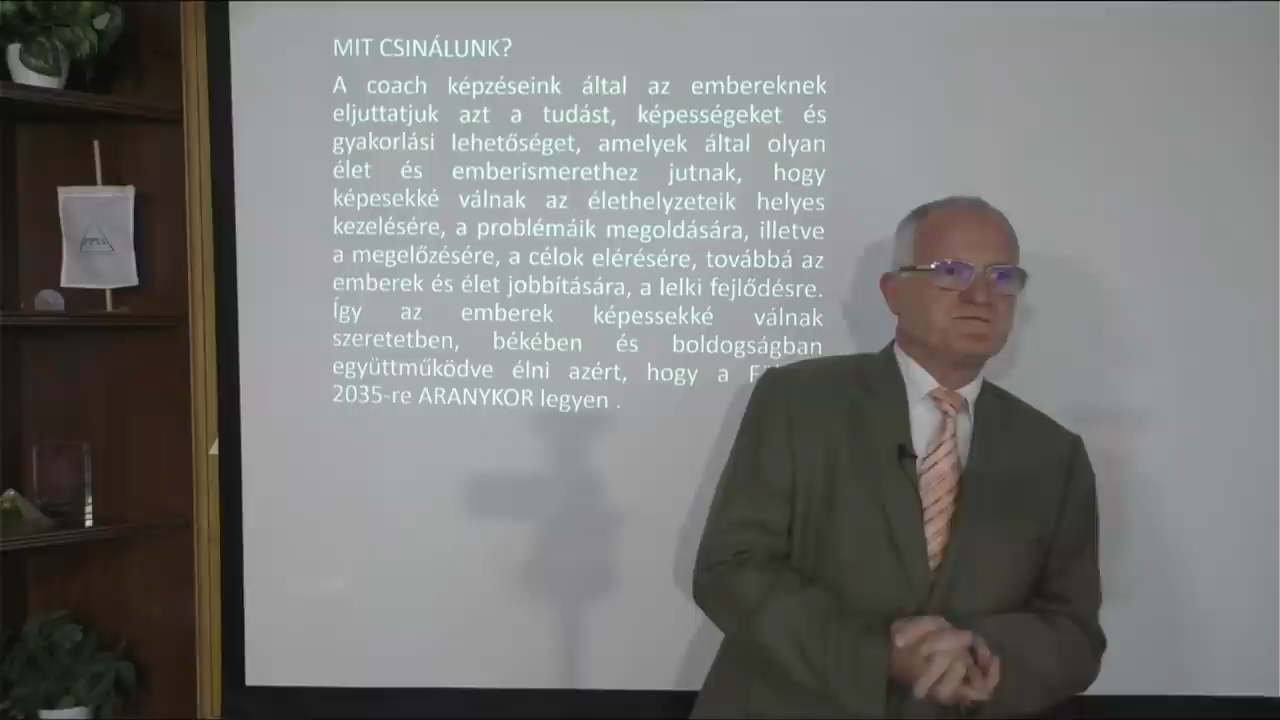 MIT CSINÁLUNK?
A coach képzéseink által az embereknek
eljuttatjuk azt a tudást, képességeket és
gyakorlási lehetőséget, amelyek által olyan
élet és emberismerethez jutnak, hogy
képesekké válnak az élethelyzeteik helyes
kezelésére, a problémáik megoldására, illetve
a megelőzésére, a célok elérésére, továbbá az
emberek és élet jobbítására, a lelki fejlődésre.
Így az emberek képessekké válnak
szeretetben, békében és boldogságban
együttműködve élni azért, hogy a
2035-re ARANYKOR legyen .